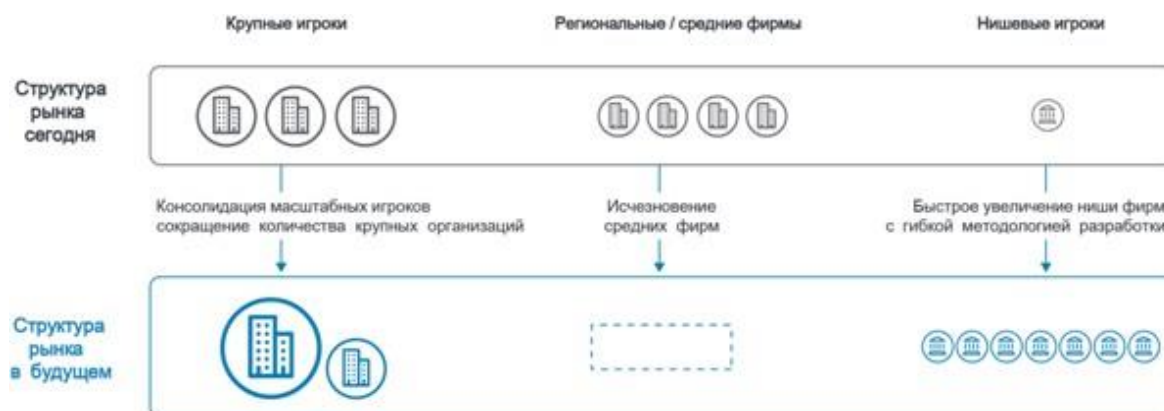 Крупные игроки
Региональные / средние фирмы
Нишевые игроки
Структура
рынка
сегодня
Консолидация масштабных игроков
сокращение количества крупных организаций
Исчезновение
средних фирм
Быстрое увеличение ниши фирм
с гибкой методологией разработки
Структура
рынка
в будущем